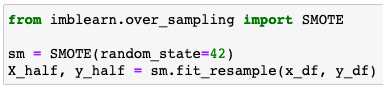 from imblearn.over_sampling import SMOTE
sm = SMOTE(random_state=42)
X_half, y_half = sm.fit_resample(x_df, y_df)